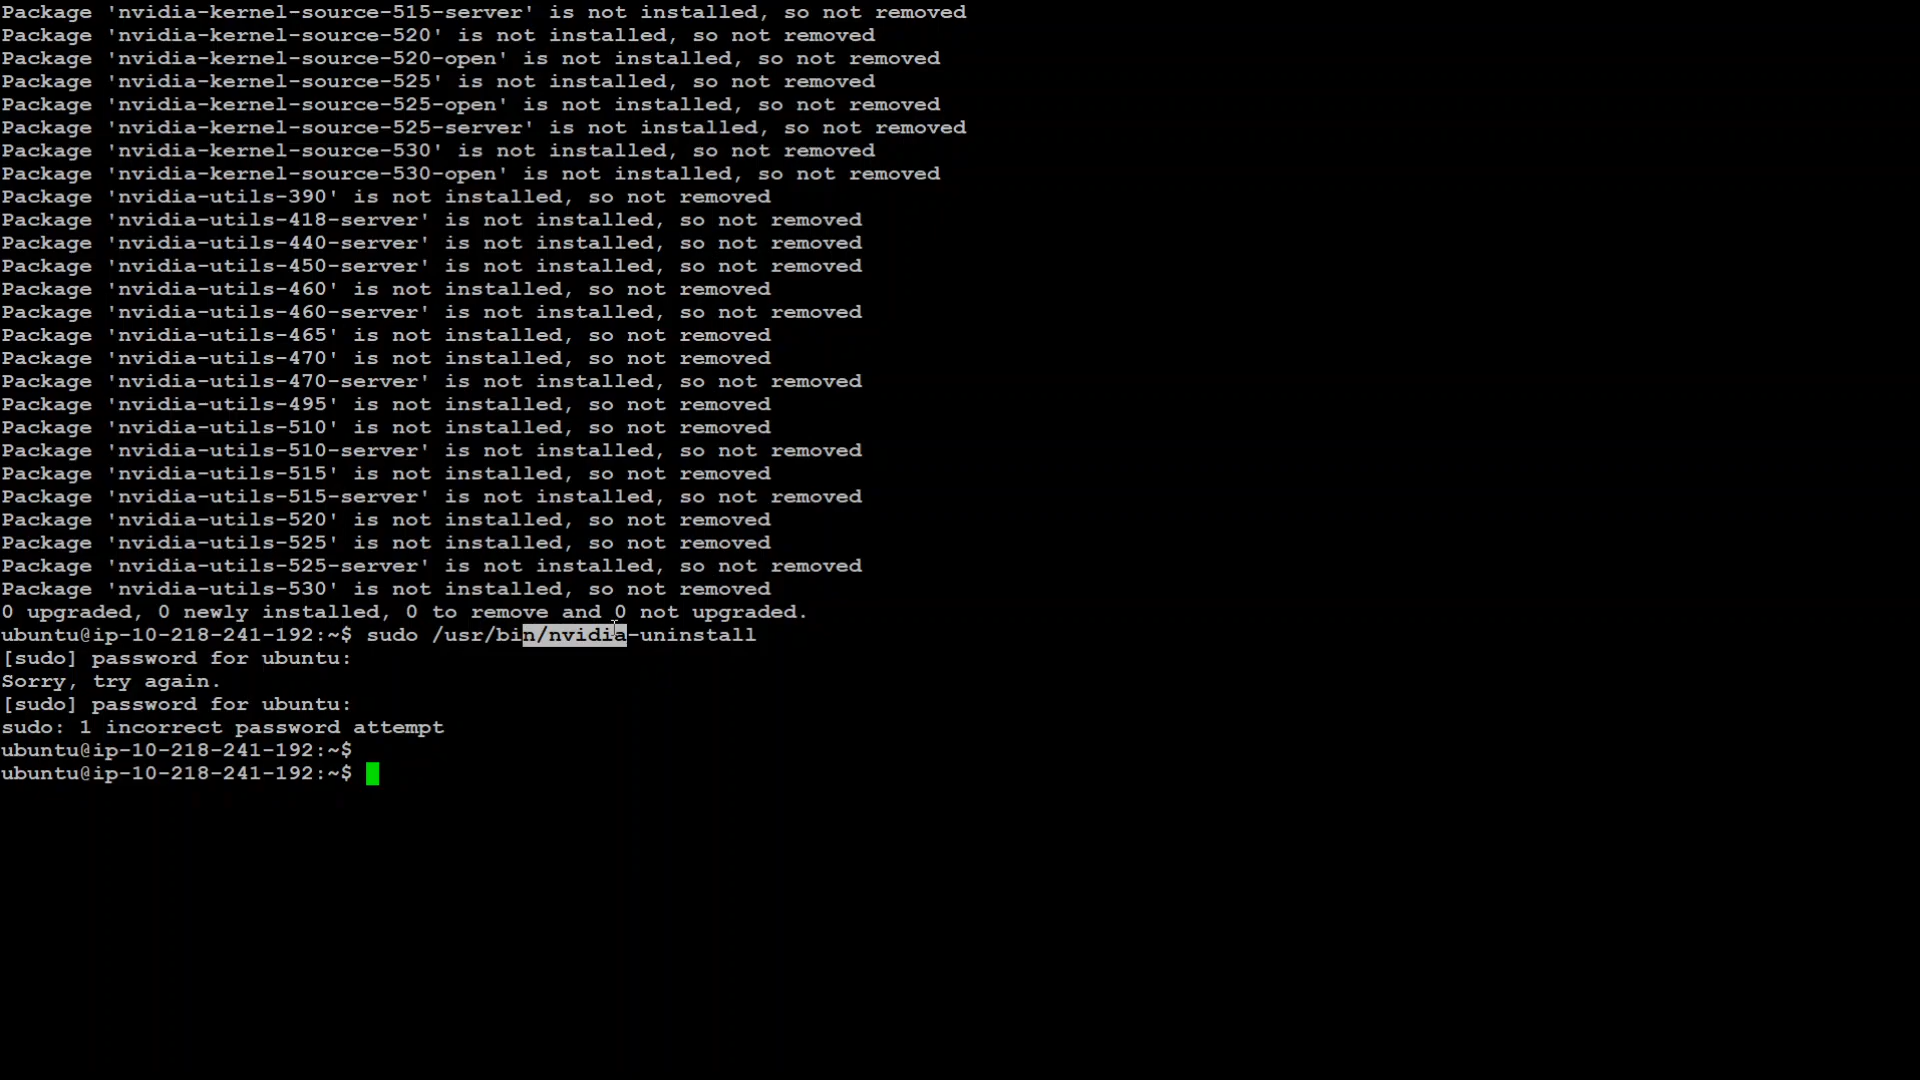 Package 'nvidia-kernel-source-515-server' is not installed, so not removed
Package 'nvidia-kernel-source-520' is not installed, so not removed
Package 'nvidia-kernel-source-520-open' is not installed, so not removed
Package 'nvidia-kernel-source-525' is not installed, so not removed
Package 'nvidia-kernel-source-525-open' is not installed, so not removed
Package 'nvidia-kernel-source-525-server' is not installed, so not removed
Package 'nvidia-kernel-source-530' is not installed, so not removed
Package 'nvidia-kernel-source-530-open' is not installed, so not removed
Package 'nvidia-utils-390' is not installed, so not removed
Package 'nvidia-utils-418-server' is not installed, so not removed
Package 'nvidia-utils-440-server' is not installed, so not removed
Package 'nvidia-utils-450-server' is not installed, so not removed
Package 'nvidia-utils-460' is not installed, so not removed
Package 'nvidia-utils-460-server' is not installed, so not removed
Package 'nvidia-utils-465' is not installed, so not removed
Package 'nvidia-utils-470' is not installed, so not removed
Package 'nvidia-utils-470-server' is not installed, so not removed
Package 'nvidia-utils-495' is not installed, so not removed
Package 'nvidia-utils-510' is not installed, so not removed
Package 'nvidia-utils-510-server' is not installed, so not removed
Package 'nvidia-utils-515' is not installed, so not removed
Package 'nvidia-utils-515-server' is not installed, so not removed
Package 'nvidia-utils-520' is not installed, so not removed
Package 'nvidia-utils-525' is not installed, so not removed
Package 'nvidia-utils-525-server' is not installed, so not removed
Package 'nvidia-utils-530' is not installed, so not removed
0 upgraded, 0 newly installed, 0 to remove and 0 not upgraded.
ubuntu@ip-10-218-241-192:~$ sudo /usr/bin/nvidia-uninstall
[sudo] password for ubuntu:
Sorry, try again.
[sudo] password for ubuntu:
sudo: 1 incorrect password attempt
ubuntu@ip-10-218-241-192:~$
ubuntu@ip-10-218-241-192:~$